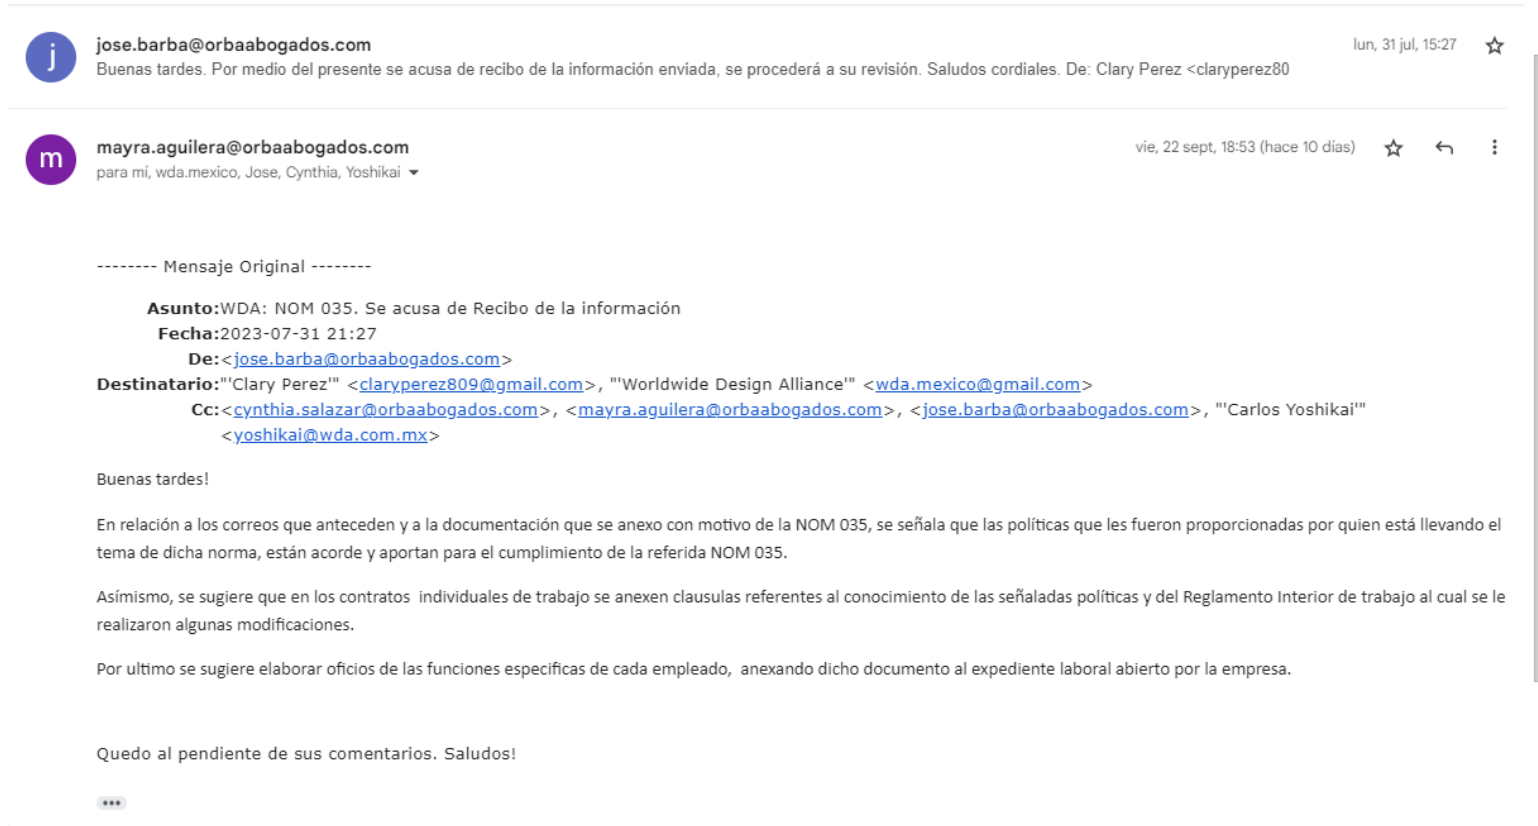 j
jose.barba@orbaabogados.com
lun, 31 jul, 15:27
Buenas tardes. Por medio del presente se acusa de recibo de la información enviada, se procederá a su revisión. Saludos cordiales. De: Clary Perez <claryperez80
m
mayra.aguilera@orbaabogados.com
vie, 22 sept, 18:53 (hace 10 días)
para mí, wda.mexico, Jose, Cynthia, Yoshikai
-------- Mensaje Original --------
Asunto:WDA: NOM 035. Se acusa de Recibo de la información
Fecha:2023-07-31 21:27
De:<jose.barba@orbaabogados.com>
Destinatario:"'Clary Perez'" <claryperez809@gmail.com>, "'Worldwide Design Alliance'" <wda.mexico@gmail.com>
Cc:<cynthia.salazar@orbaabogados.com>, <mayra.aguilera@orbaabogados.com>, <jose.barba@orbaabogados.com>, "'Carlos Yoshikai'"
<yoshikai@wda.com.mx>
Buenas tardes!
En relación a los correos que anteceden y a la documentación que se anexo con motivo de la NOM 035, se señala que las políticas que les fueron proporcionadas por quien está llevando el
tema de dicha norma, están acorde y aportan para el cumplimiento de la referida NOM 035.
Asímismo, se sugiere que en los contratos  individuales de trabajo se anexen clausulas referentes al conocimiento de las señaladas políticas y del Reglamento Interior de trabajo al cual se le
realizaron algunas modificaciones.
Por ultimo se sugiere elaborar oficios de las funciones especificas de cada empleado,  anexando dicho documento al expediente laboral abierto por la empresa.
Quedo al pendiente de sus comentarios. Saludos!